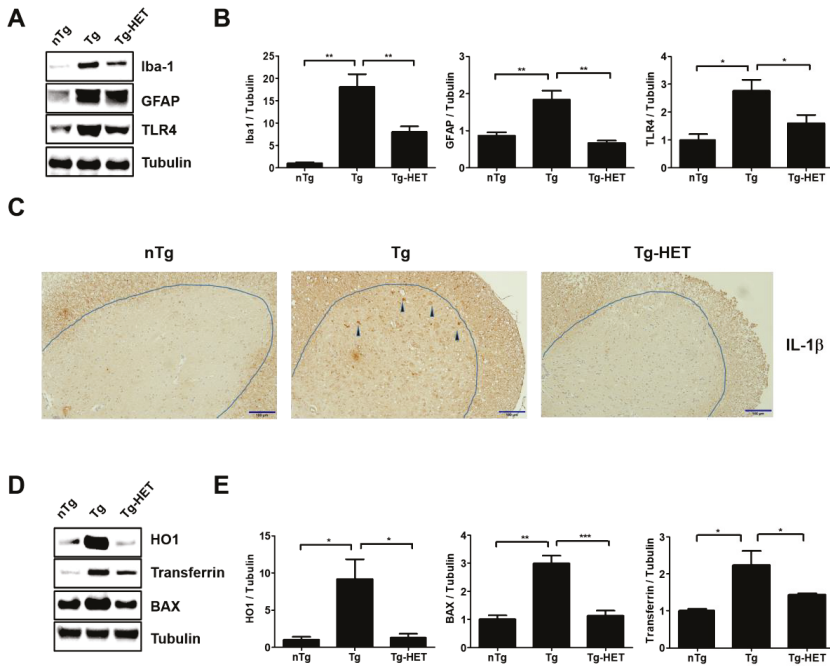 A
nTg
Tg
Tg-HET
Iba-1
GFAP
TLR4
Tubulin
B
Iba1 / Tubulin
25
20
15
10
5
0
** **
nTg Tg Tg-HET
GFAP / Tubulin
3
2
1
0
** **
nTg Tg Tg-HET
TLR4 / Tubulin
4
3
2
1
0
* *
nTg Tg Tg-HET
C
nTg Tg Tg-HET
IL-1β
D
nTg
Tg
Tg-HET
HO1
Transferrin
BAX
Tubulin
E
HO1 / Tubulin
15
10
5
0
* *
nTg Tg Tg-HET
BAX / Tubulin
4
3
2
1
0
** ***
nTg Tg Tg-HET
Transferrin / Tubulin
3
2
1
0
* *
nTg Tg Tg-HET